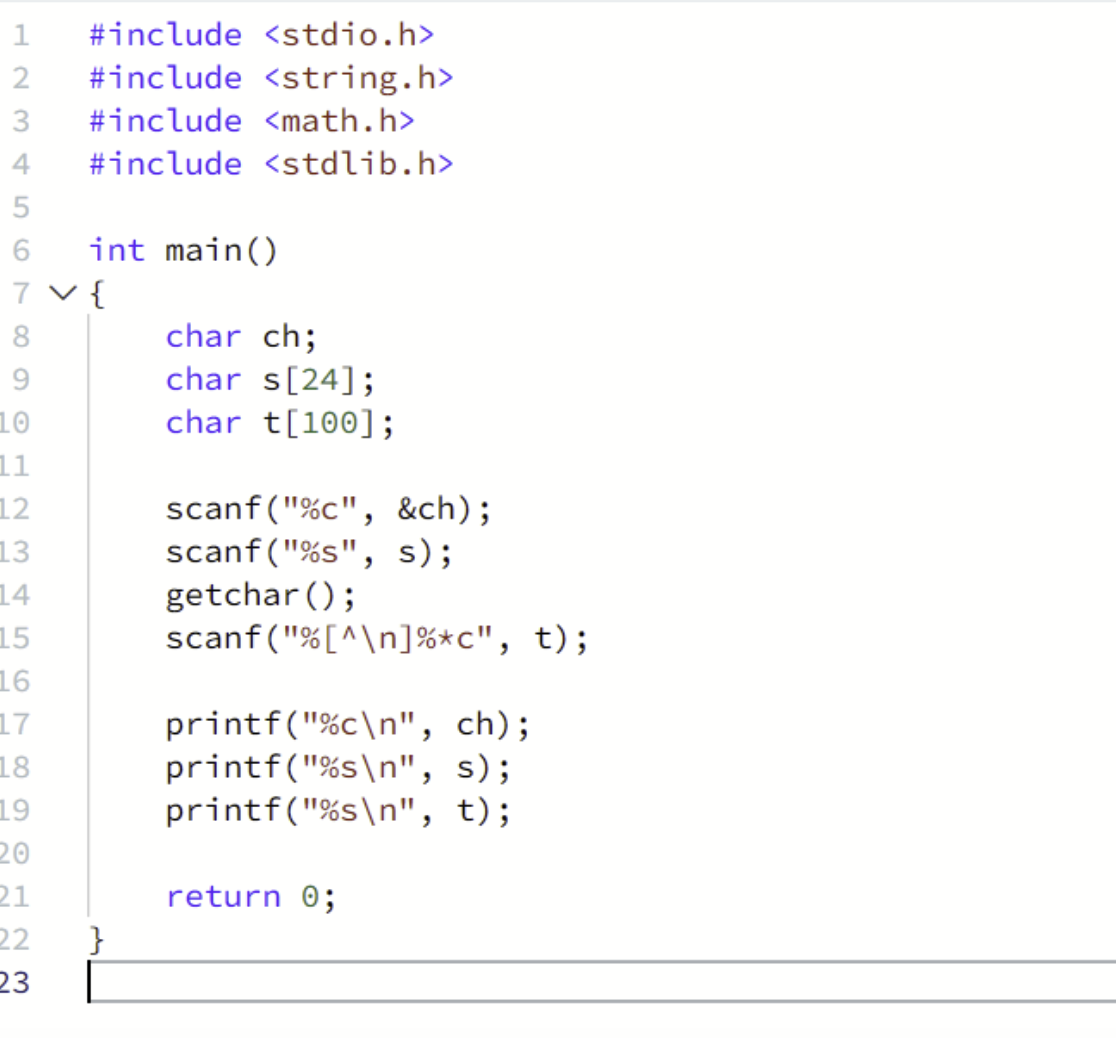 1 #include <stdio.h>
2 #include <string.h>
3 #include <math.h>
4 #include <stdlib.h>
5
6 int main()
7 {
8     char ch;
9     char s[24];
10     char t[100];
11
12     scanf("%c", &ch);
13     scanf("%s", s);
14     getchar();
15     scanf("%[^\n]%*c", t);
16
17     printf("%c\n", ch);
18     printf("%s\n", s);
19     printf("%s\n", t);
20
21     return 0;
22 }
23